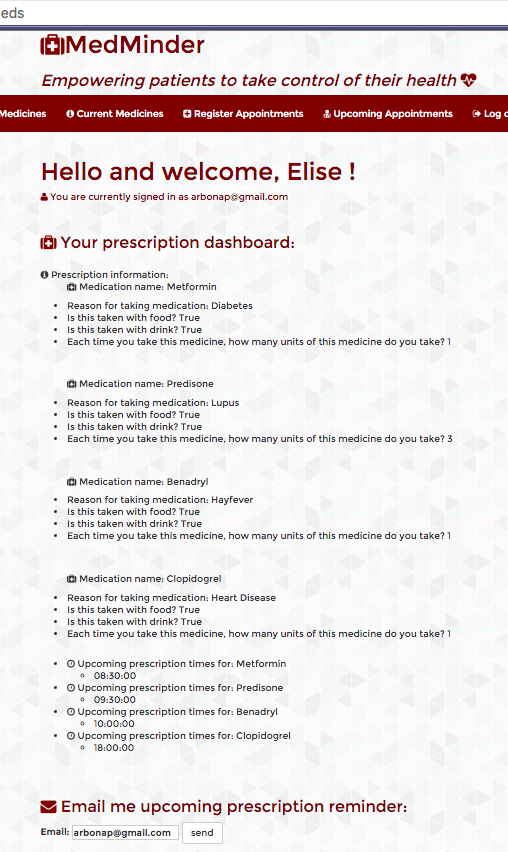 eds
MedMinder
Empowering patients to take control of their health
Medicines Current Medicines Register Appointments Upcoming Appointments Log
Hello and welcome, Elise !
You are currently signed in as arbonap@gmail.com
Your prescription dashboard:
Prescription information:
Medication name: Metformin
• Reason for taking medication: Diabetes
• Is this taken with food? True
• Is this taken with drink? True
• Each time you take this medicine, how many units of this medicine do you take? 1
Medication name: Predisone
• Reason for taking medication: Lupus
• Is this taken with food? True
• Is this taken with drink? True
• Each time you take this medicine, how many units of this medicine do you take? 3
Medication name: Benadryl
• Reason for taking medication: Hayfever
• Is this taken with food? True
• Is this taken with drink? True
• Each time you take this medicine, how many units of this medicine do you take? 1
Medication name: Clopidogrel
• Reason for taking medication: Heart Disease
• Is this taken with food? True
• Is this taken with drink? True
• Each time you take this medicine, how many units of this medicine do you take? 1
• Upcoming prescription times for: Metformin
◦ 08:30:00
• Upcoming prescription times for: Predisone
◦ 09:30:00
• Upcoming prescription times for: Benadryl
◦ 10:00:00
• Upcoming prescription times for: Clopidogrel
◦ 18:00:00
Email me upcoming prescription reminder:
Email: arbonap@gmail.com send